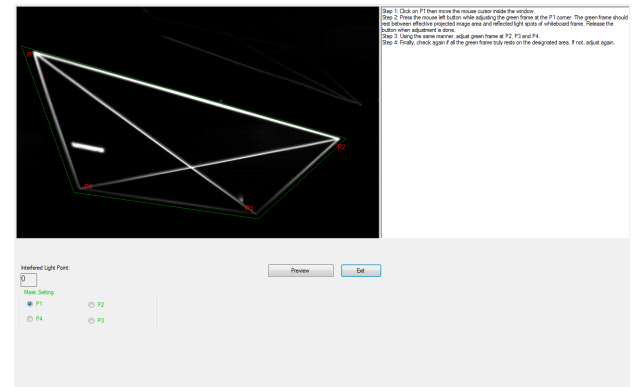 Step 1: Click on P1 then move the mouse cursor inside the window.
Step 2: Press the mouse left button while adjusting the green frame at the P1 corner. The green frame should
rest between effective projected image area and reflected light spots of whiteboard frame. Release the
button when adjustment is done.
Step 3: Using the same manner, adjust green frame at P2, P3 and P4.
Step 4: Finally, check again if all the green frame truly rests on the designated area. If not, adjust again.
P1
P2
P4
P3
Interfered Light Point:
0
Preview
Exit
Mask Setting
P1
P2
P4
P3